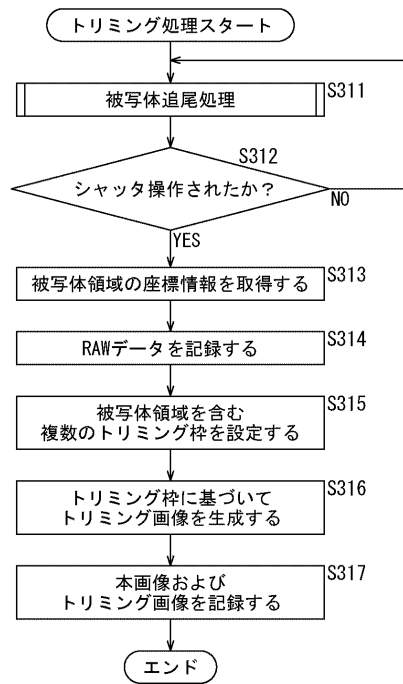 トリミング処理スタート
被写体追尾処理
S311
S312
シャッタ操作されたか？
NO
YES
被写体領域の座標情報を取得する
S313
RAWデータを記録する
S314
被写体領域を含む
複数のトリミング枠を設定する
S315
トリミング枠に基づいて
トリミング画像を生成する
S316
本画像および
トリミング画像を記録する
S317
エンド